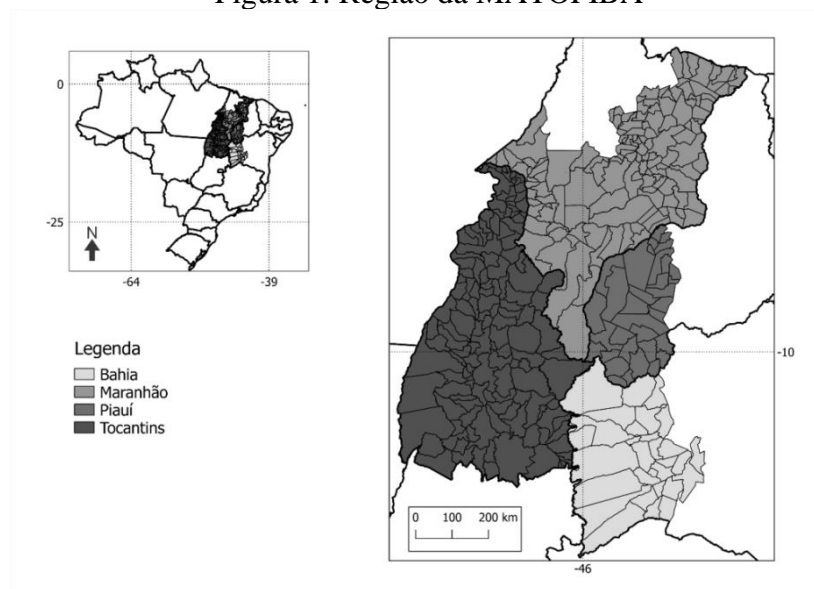 Figura 1: Região da MATOPIBA
0
-25
N
-64
-39
Legenda
Bahia
Maranhão
Piauí
Tocantins
-10
0 100 200 km
-46